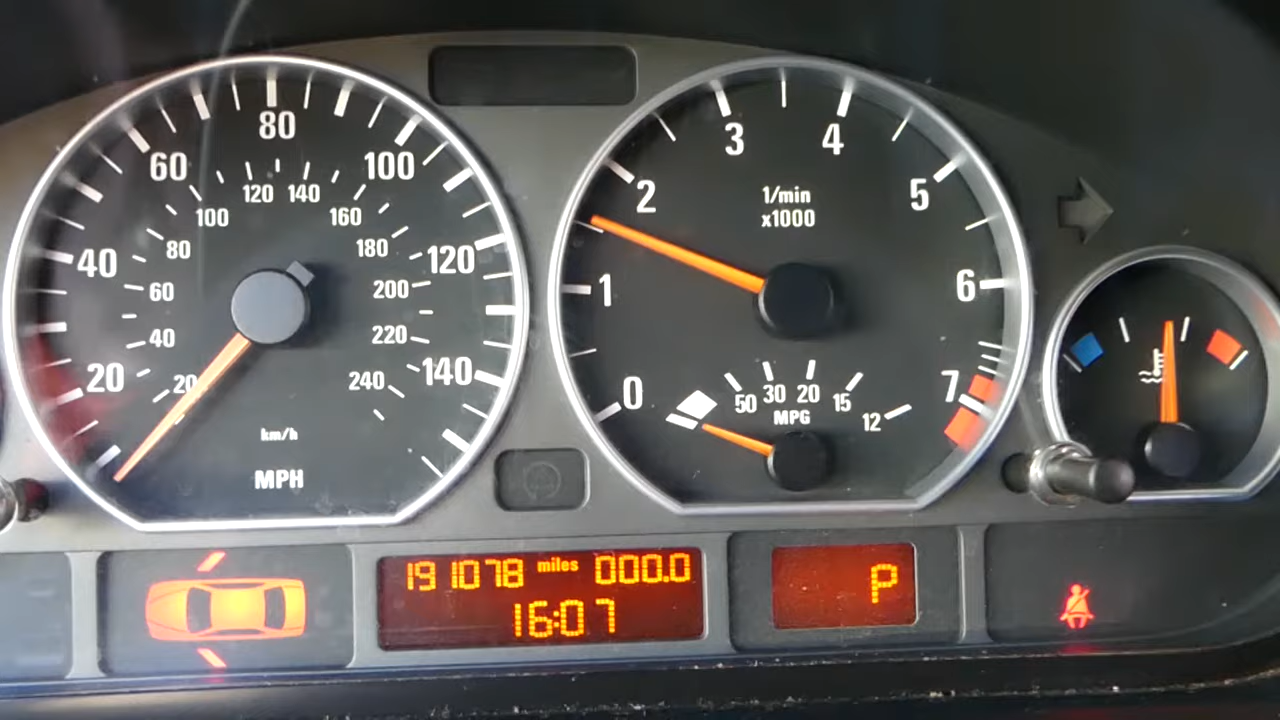 20 40 60 80 100 120 140
20 40 60 80 100 120 140 160 180 200 220 240
km/h
MPH
0 1 2 3 4 5 6 7
1/min
x1000
50 30 20 15 12
MPG
191078 miles 000.0
16:07
P